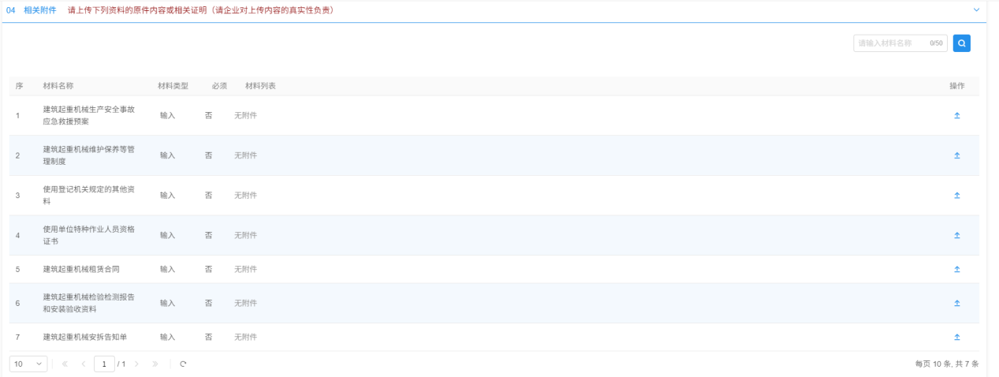 04 相关附件 请上传下列资料的原件内容或相关证明（请企业对上传内容的真实性负责）
请输入材料名称 0/50
序 材料名称 材料类型 必须 材料列表 操作
建筑起重机械生产安全事故
1 输入 否 无附件
应急救援预案
建筑起重机械维护保养等管
2 输入 否 无附件
理制度
使用登记机关规定的其他资
3 输入 否 无附件
料
使用单位特种作业人员资格
4 输入 否 无附件
证书
5 建筑起重机械租赁合同 输入 否 无附件
建筑起重机械检验检测报告
6 输入 否 无附件
和安装验收资料
7 建筑起重机械安拆告知单 输入 否 无附件
10 1 / 1 每页 10 条, 共 7 条